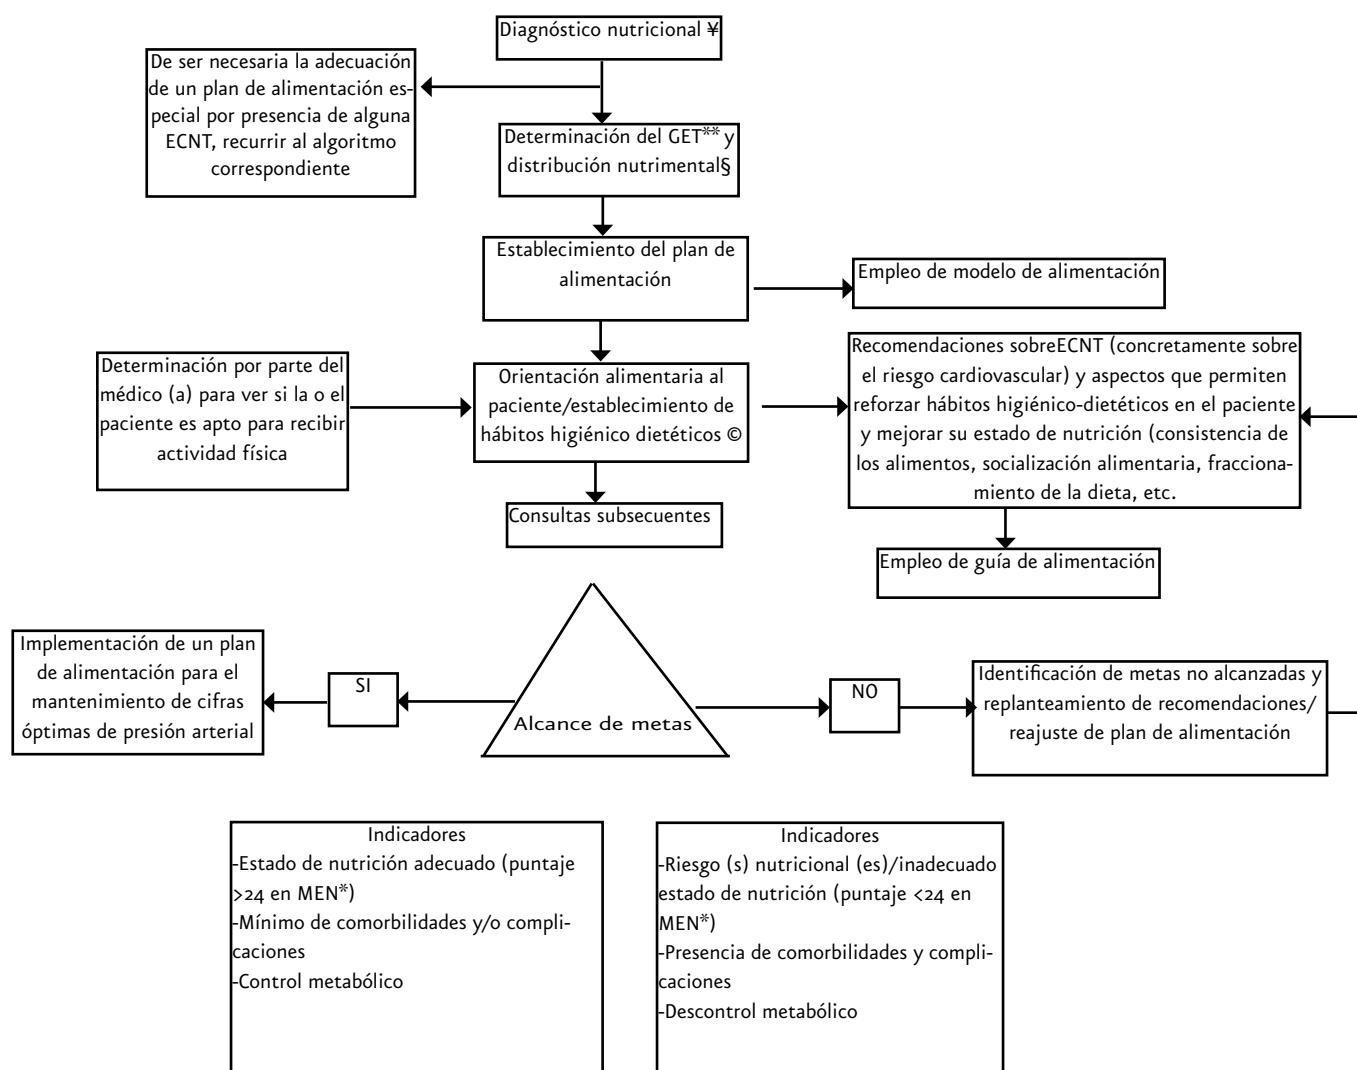 Diagnóstico nutricional ¥
De ser necesaria la adecuación
de un plan de alimentación es-
pecial por presencia de alguna
ECNT, recurrir al algoritmo
correspondiente
Determinación del GET** y
distribución nutrimental§
Establecimiento del plan de
alimentación
Empleo de modelo de alimentación
Determinación por parte del
médico (a) para ver si la o el
paciente es apto para recibir
actividad física
Orientación alimentaria al
paciente/establecimiento de
hábitos higiénico dietéticos ©
Recomendaciones sobreECNT (concretamente sobre
el riesgo cardiovascular) y aspectos que permiten
reforzar hábitos higiénico-dietéticos en el paciente
y mejorar su estado de nutrición (consistencia de
los alimentos, socialización alimentaria, fracciona-
miento de la dieta, etc.
Consultas subsecuentes
Empleo de guía de alimentación
Implementación de un plan
de alimentación para el
mantenimiento de cifras
óptimas de presión arterial
SI
Alcance de metas
NO
Identificación de metas no alcanzadas y
replanteamiento de recomendaciones/
reajuste de plan de alimentación
Indicadores
-Estado de nutrición adecuado (puntaje
>24 en MEN*)
-Mínimo de comorbilidades y/o compli-
caciones
-Control metabólico
Indicadores
-Riesgo (s) nutricional (es)/inadecuado
estado de nutrición (puntaje <24 en
MEN*)
-Presencia de comorbilidades y compli-
caciones
-Descontrol metabólico